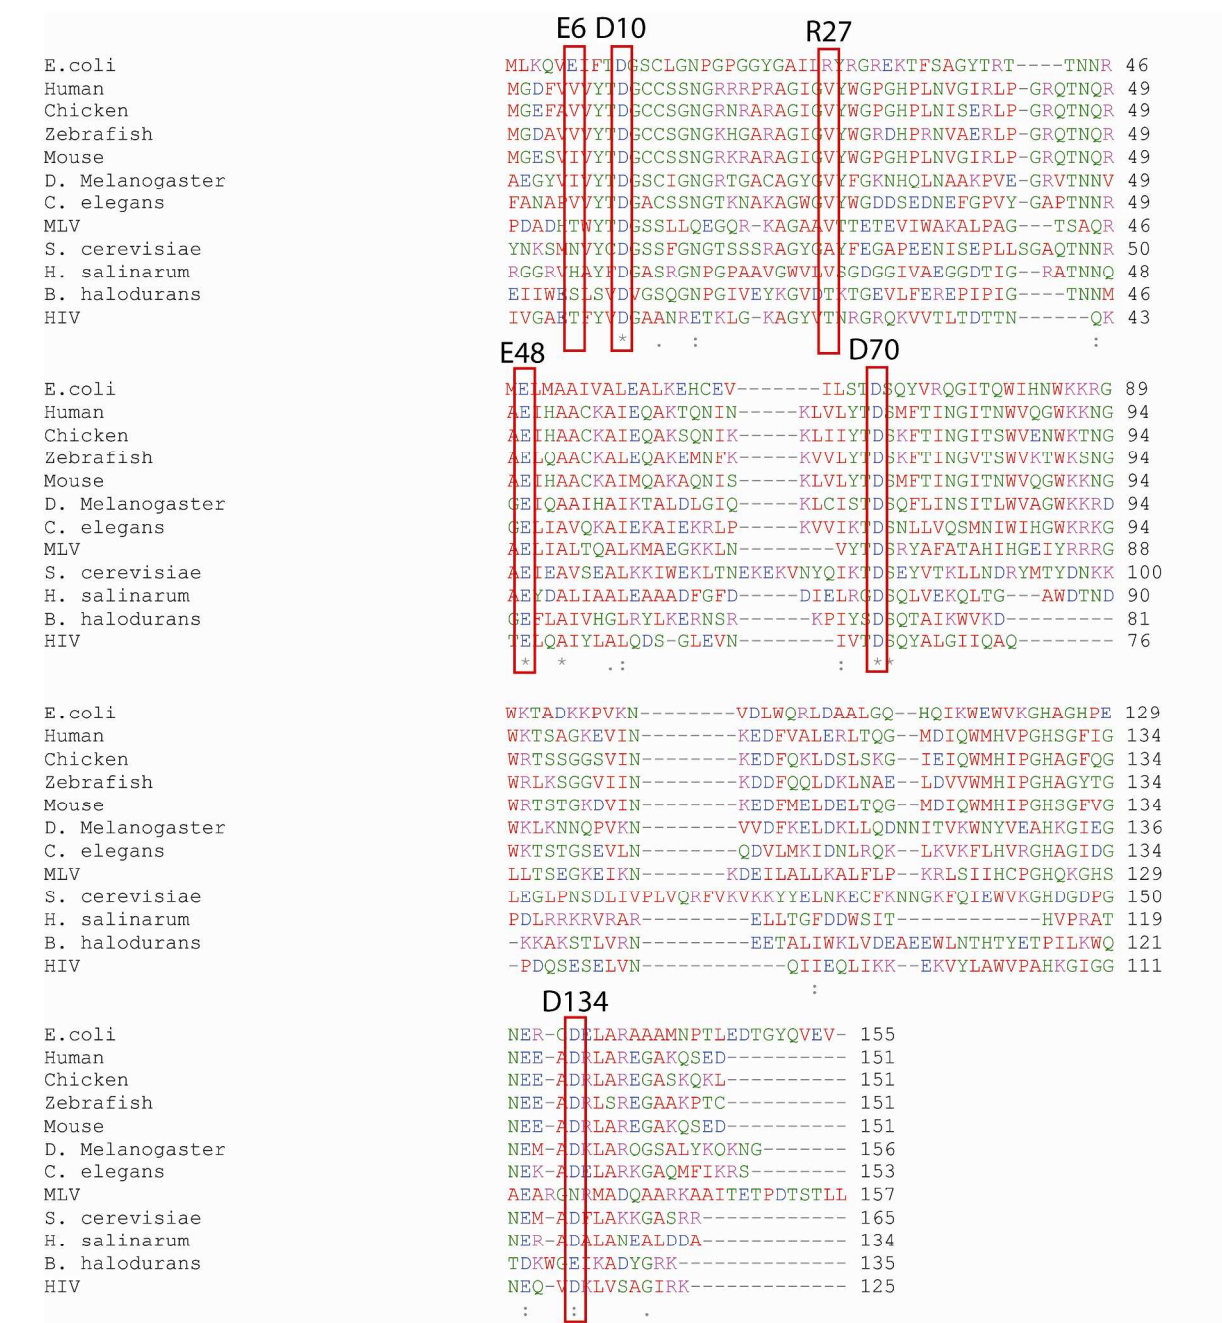 E6 D10 R27
E.coli MLKQVEIFTDGSCLGNPGPGGYGAILRYRGREKTFSAGYTRT----TNNR 46
Human MGDFVVVYTDGCCSSNGRRRPRAGIGVYWGPGHPLNVGIRLP-GRQTNQR 49
Chicken MGEFAVVYTDGCCSGNGRNRARAGIGVYWGPGHPLNISERLP-GRQTNQR 49
Zebrafish MGDAVVVYTDGCCSGNGKHGARAGIGVYWGRDHPRNVAERLP-GRQTNQR 49
Mouse MGESVIVYTDGCCSSNGRKRARAGIGVYWGPGHPLNVGIRLP-GRQTNQR 49
D. Melanogaster AEGYVIVYTDGSCIGNGRTGACAGYGVYFGKNHQLNAAKPVE-GRVTNNV 49
C. elegans FANAPVVYTDGACSSNGTKNAKAGWGVYWGDDSEDNEFGPVY-GAPTNNR 49
MLV PDADHTWYTDGSSLLQEGQR-KAGAAVTTETEVIWAKALPAG---TSAQR 46
S. cerevisiae YNKSMNVYCDGSSFGNGTSSSRAGYGAYFEGAPEENISEPLLSGAQTNNR 50
H. salinarum RGGRVHAYFDGASRGNPGPAAVGWVLVSGDGGIVAEGGDTIG--RATNNQ 48
B. halodurans EIIWESLSVDVGSQGNPGIVEYKGVDTKTGEVLFEREPIPIG----TNNM 46
HIV IVGAETFYVDGAANRETKLG-KAGYVTNRGRQKVVTLTDTTN------QK 43
* . : :
E48 D70
E.coli MELMAAIVALEALKEHCEV-------ILSTDSQYVRQGITQWIHNWKKRG 89
Human AEIHAACKAIEQAKTQNIN-----KLVLYTDSMFTINGITNWVQGWKKNG 94
Chicken AEIHAACKAIEQAKSQNIK-----KLIIYTDSKFTINGITSWVENWKTNG 94
Zebrafish AELQAACKALEQAKEMNFK-----KVVLYTDSKFTINGVTSWVKTWKSNG 94
Mouse AEIHAACKAIMQAKAQNIS-----KLVLYTDSMFTINGITNWVQGWKKNG 94
D. Melanogaster GEIQAAIHAIKTALDLGIQ-----KLCISTDSQFLINSITLWVAGWKKRD 94
C. elegans GELIAVQKAIEKAIEKRLP-----KVVIKTDSNLLVQSMNIWIHGWKRKG 94
MLV AELIALTQALKMAEGKKLN--------VYTDSRYAFATAHIHGEIYRRRG 88
S. cerevisiae AEIEAVSEALKKIWEKLTNEKEKVNYQIKTDSEYVTKLLNDRYMTYDNKK 100
H. salinarum AEYDALIAALEAAADFGFD-----DIELRGDSQLVEKQLTG---AWDTND 90
B. halodurans GEFLAIVHGLRYLKERNSR------KPIYSDSQTAIKWVKD--------- 81
HIV TELQAIYLALQDS-GLEVN--------IVTDSQYALGIIQAQ-------- 76
* * .: : **
E.coli WKTADKKPVKN--------VDLWQRLDAALGQ--HQIKWEWVKGHAGHPE 129
Human WKTSAGKEVIN--------KEDFVALERLTQG--MDIQWMHVPGHSGFIG 134
Chicken WRTSSGGSVIN--------KEDFQKLDSLSKG--IEIQWMHIPGHAGFQG 134
Zebrafish WRLKSGGVIIN--------KDDFQQLDKLNAE--LDVVWMHIPGHAGYTG 134
Mouse WRTSTGKDVIN--------KEDFMELDELTQG--MDIQWMHIPGHSGFVG 134
D. Melanogaster WKLKNNQPVKN--------VVDFKELDKLLQDNNITVKWNYVEAHKGIEG 136
C. elegans WKTSTGSEVLN--------QDVLMKIDNLRQK--LKVKFLHVRGHAGIDG 134
MLV LLTSEGKEIKN-------KDEILALLKALFLP--KRLSIIHCPGHQKGHS 129
S. cerevisiae LEGLPNSDLIVPLVQRFVKVKKYYELNKECFKNNGKFQIEWVKGHDGDPG 150
H. salinarum PDLRRKRVRAR---------ELLTGFDDWSIT------------HVPRAT 119
B. halodurans -KKAKSTLVRN---------EETALIWKLVDEAEEWLNTHTYETPILKWQ 121
HIV -PDQSESELVN------------QIIEQLIKK--EKVYLAWVPAHKGIGG 111
:
D134
E.coli NER-CDELARAAAMNPTLEDTGYQVEV- 155
Human NEE-ADRLAREGAKQSED---------- 151
Chicken NEE-ADRLAREGASKQKL---------- 151
Zebrafish NEE-ADRLSREGAAKPTC---------- 151
Mouse NEE-ADRLAREGAKQSED---------- 151
D. Melanogaster NEM-ADKLARQGSALYKQKNG------- 156
C. elegans NEK-ADELARKGAQMFIKRS-------- 153
MLV AEARGNRMADQAARKAAITETPDTSTLL 157
S. cerevisiae NEM-ADFLAKKGASRR------------ 165
H. salinarum NER-ADALANEALDDA------------ 134
B. halodurans TDKWGEIKADYGRK-------------- 135
HIV NEQ-VDKLVSAGIRK------------- 125
: : .